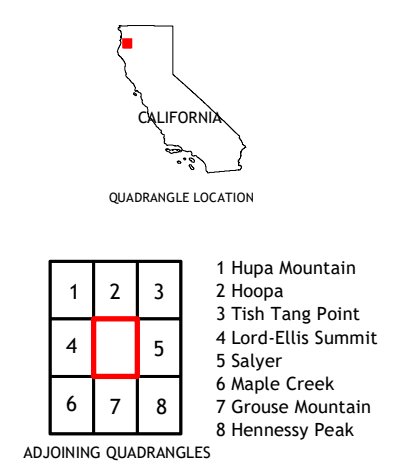 CALIFORNIA
QUADRANGLE LOCATION
1 2 3
4 5
6 7 8
1 Hupa Mountain
2 Hoopa
3 Tish Tang Point
4 Lord-Ellis Summit
5 Salyer
6 Maple Creek
7 Grouse Mountain
8 Hennessy Peak
ADJOINING QUADRANGLES